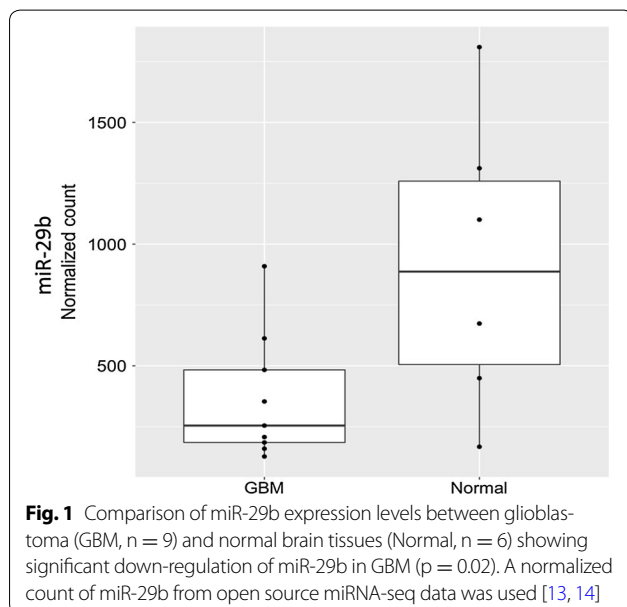 1500
1000
500
miR-29b
Normalized count
GBM
Normal
Fig. 1 Comparison of miR-29b expression levels between glioblas-
toma (GBM, n = 9) and normal brain tissues (Normal, n = 6) showing
significant down-regulation of miR-29b in GBM (p = 0.02). A normalized
count of miR-29b from open source miRNA-seq data was used [13, 14]